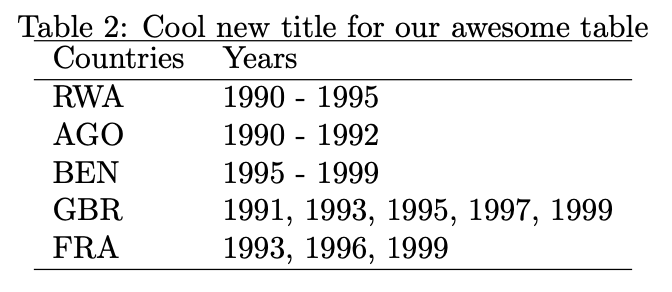 Table 2: Cool new title for our awesome table
Countries Years
RWA 1990 - 1995
AGO 1990 - 1992
BEN 1995 - 1999
GBR 1991, 1993, 1995, 1997, 1999
FRA 1993, 1996, 1999